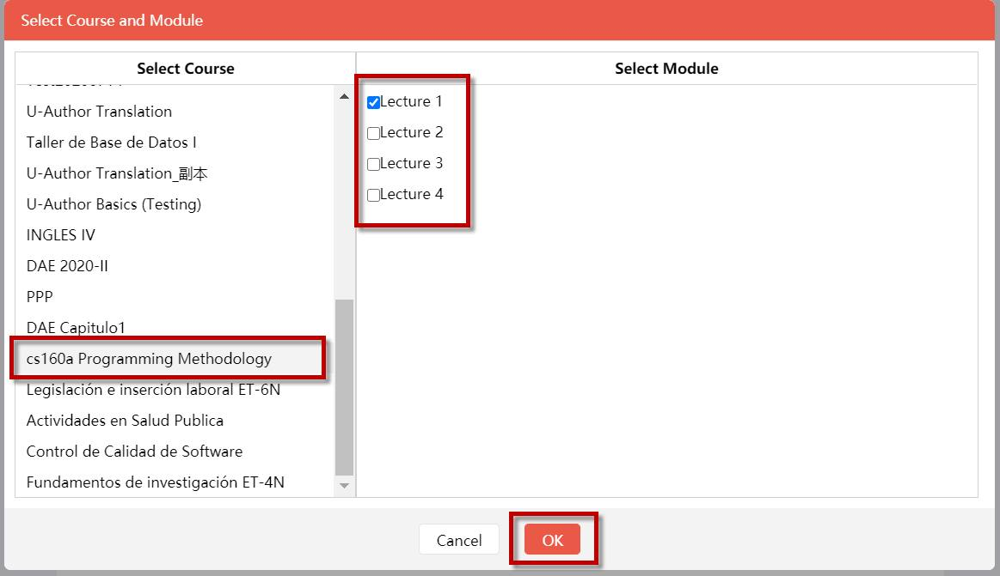 Select Course and Module
Select Course
Select Module
U-Author Translation
Taller de Base de Datos I
U-Author Translation_副本
U-Author Basics (Testing)
INGLES IV
DAE 2020-II
PPP
DAE Capitulo1
cs160a Programming Methodology
Legislación e inserción laboral ET-6N
Actividades en Salud Publica
Control de Calidad de Software
Fundamentos de investigación ET-4N
Lecture 1
Lecture 2
Lecture 3
Lecture 4
Cancel
OK